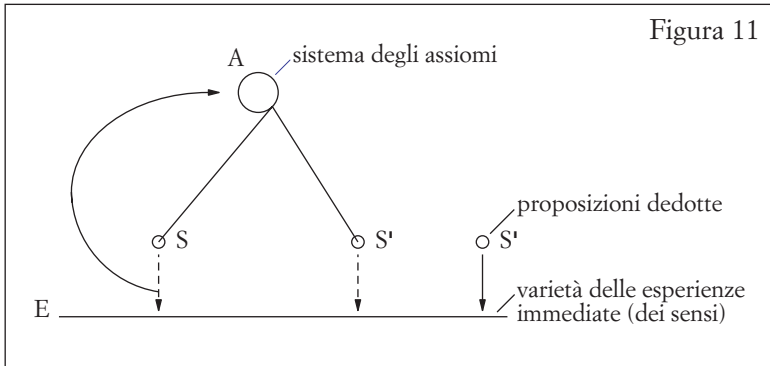 Figura 11
A
sistema degli assiomi
proposizioni dedotte
S
S'
S'
varietà delle esperienze
immediate (dei sensi)
E